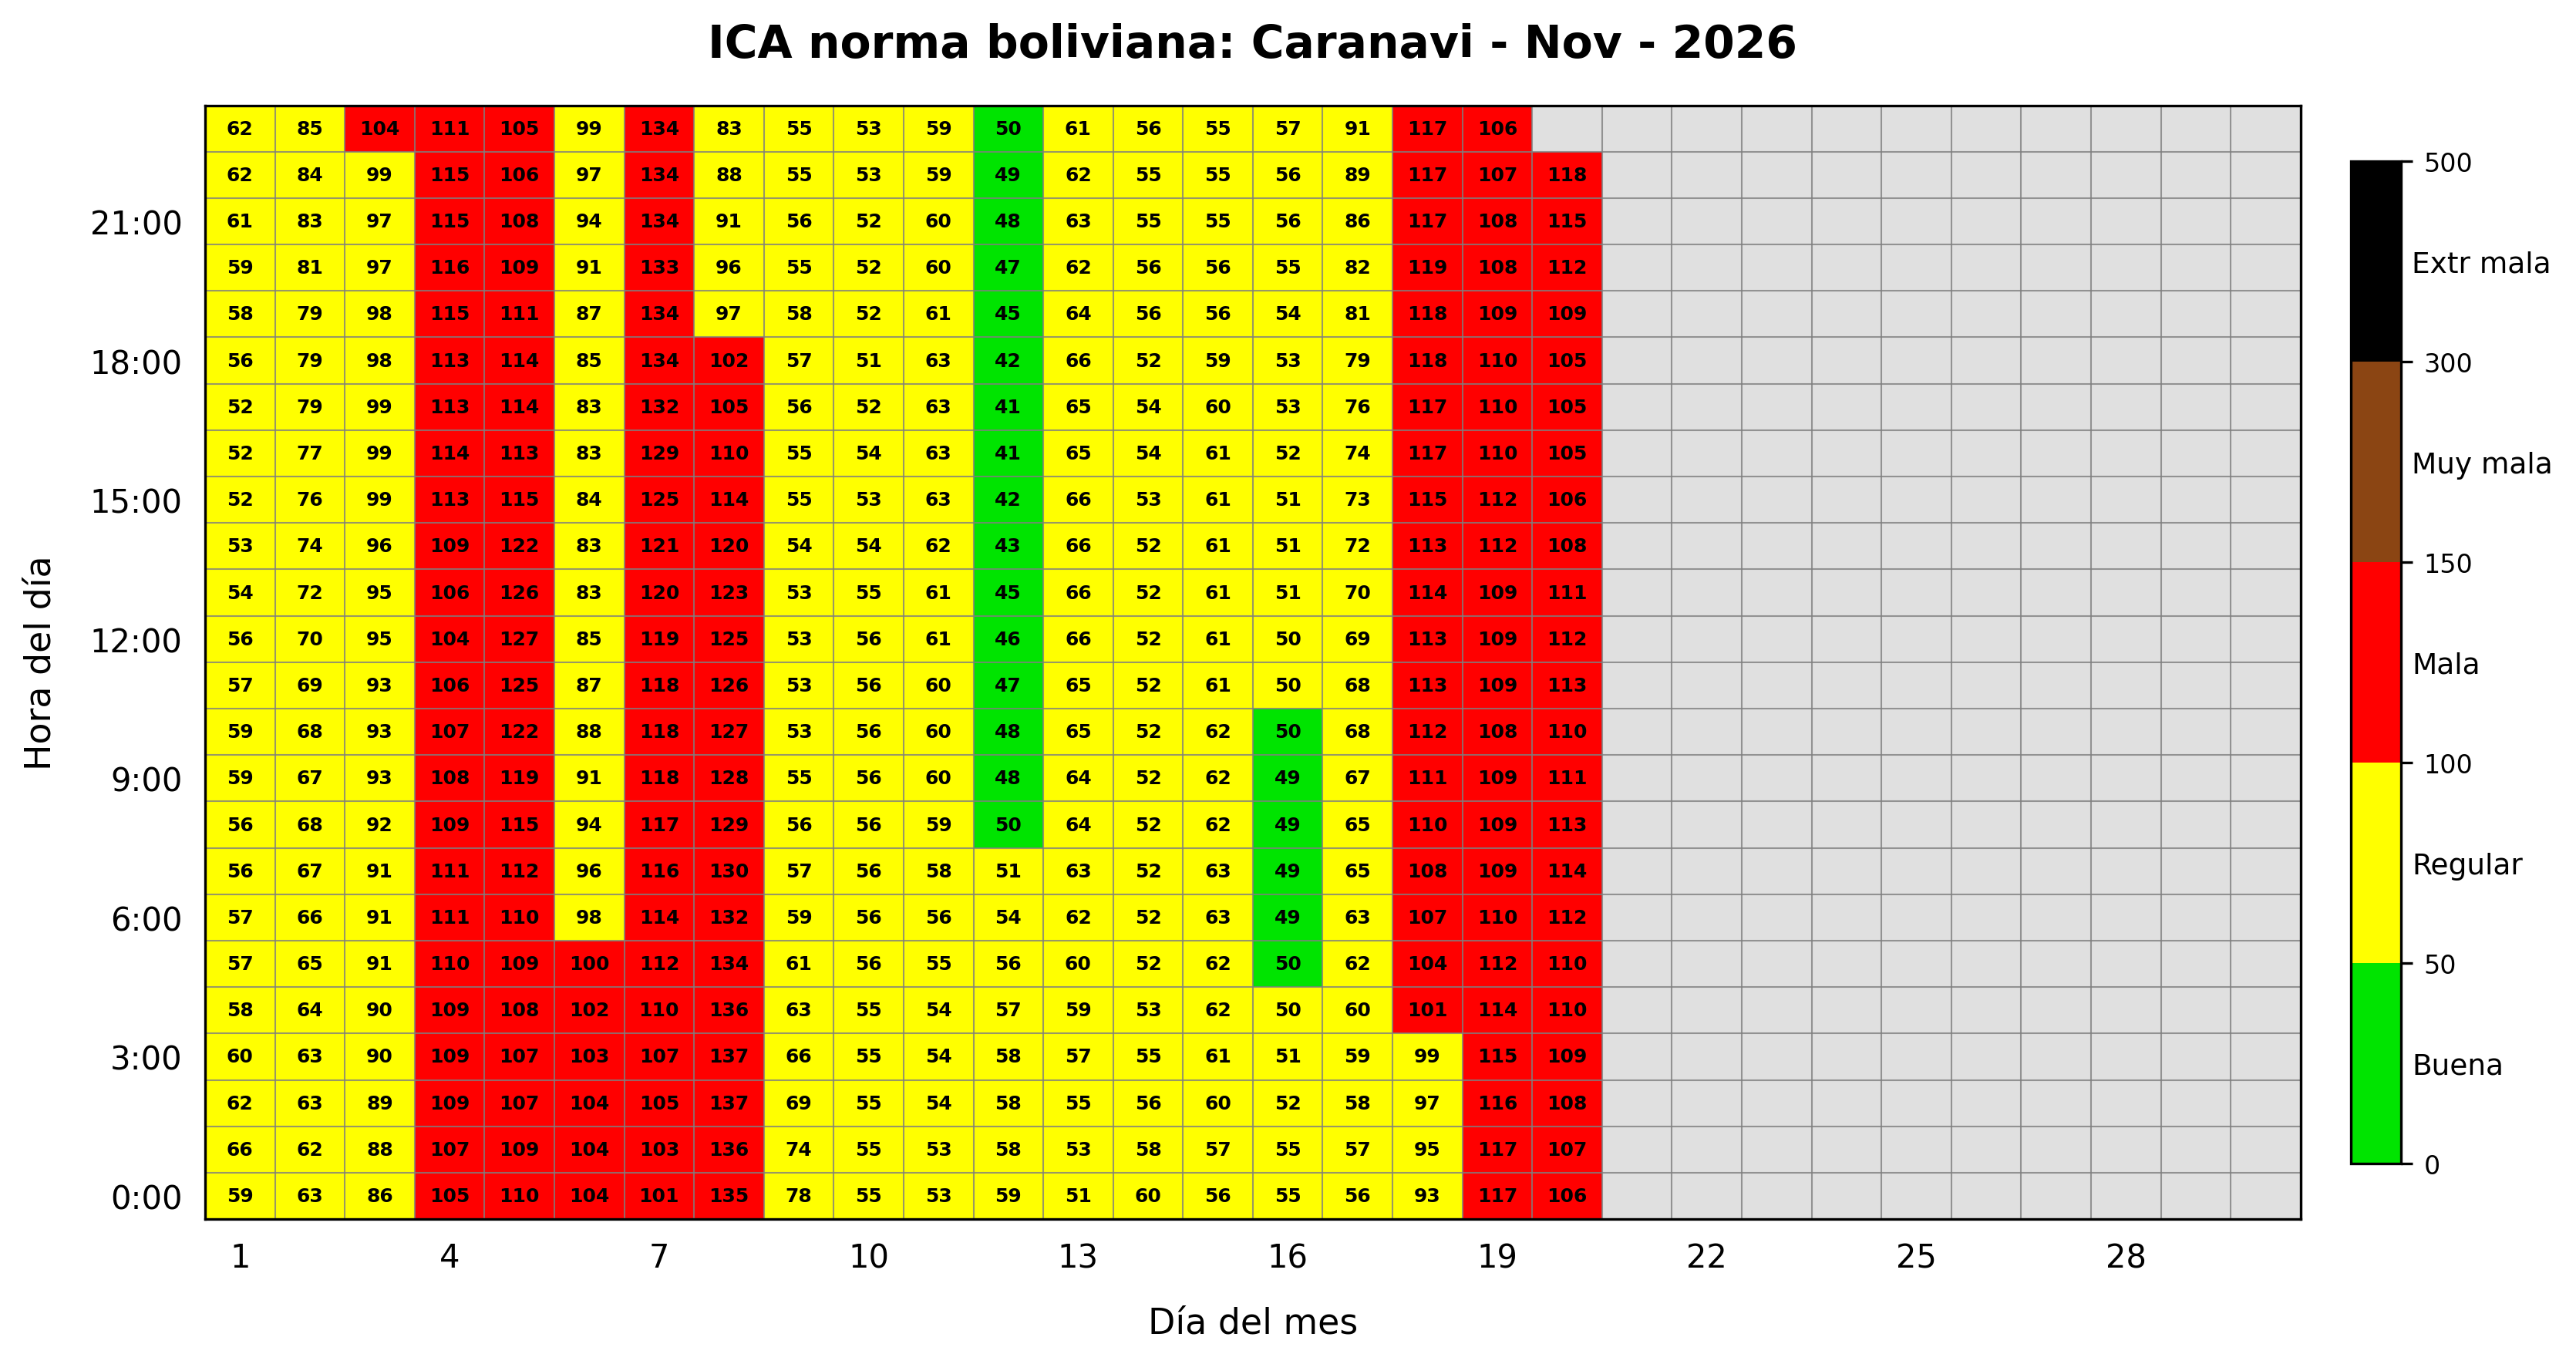 ICA norma boliviana: Caranavi - Nov - 2026
62 85 104 111 105 99 134 83 55 53 59 50 61 56 55 57 91 117 106
62 84 99 115 106 97 134 88 55 53 59 49 62 55 55 56 89 117 107 118
21:00 61 83 97 115 108 94 134 91 56 52 60 48 63 55 55 56 86 117 108 115
59 81 97 116 109 91 133 96 55 52 60 47 62 56 56 55 82 119 108 112
58 79 98 115 111 87 134 97 58 52 61 45 64 56 56 54 81 118 109 109
18:00 56 79 98 113 114 85 134 102 57 51 63 42 66 52 59 53 79 118 110 105
52 79 99 113 114 83 132 105 56 52 63 41 65 54 60 53 76 117 110 105
52 77 99 114 113 83 129 110 55 54 63 41 65 54 61 52 74 117 110 105
15:00 52 76 99 113 115 84 125 114 55 53 63 42 66 53 61 51 73 115 112 106
53 74 96 109 122 83 121 120 54 54 62 43 66 52 61 51 72 113 112 108
54 72 95 106 126 83 120 123 53 55 61 45 66 52 61 51 70 114 109 111
12:00 56 70 95 104 127 85 119 125 53 56 61 46 66 52 61 50 69 113 109 112
57 69 93 106 125 87 118 126 53 56 60 47 65 52 61 50 68 113 109 113
59 68 93 107 122 88 118 127 53 56 60 48 65 52 62 50 68 112 108 110
9:00 59 67 93 108 119 91 118 128 55 56 60 48 64 52 62 49 67 111 109 111
56 68 92 109 115 94 117 129 56 56 59 50 64 52 62 49 65 110 109 113
56 67 91 111 112 96 116 130 57 56 58 51 63 52 63 49 65 108 109 114
6:00 57 66 91 111 110 98 114 132 59 56 56 54 62 52 63 49 63 107 110 112
57 65 91 110 109 100 112 134 61 56 55 56 60 52 62 50 62 104 112 110
58 64 90 109 108 102 110 136 63 55 54 57 59 53 62 50 60 101 114 110
3:00 60 63 90 109 107 103 107 137 66 55 54 58 57 55 61 51 59 99 115 109
62 63 89 109 107 104 105 137 69 55 54 58 55 56 60 52 58 97 116 108
66 62 88 107 109 104 103 136 74 55 53 58 53 58 57 55 57 95 117 107
0:00 59 63 86 105 110 104 101 135 78 55 53 59 51 60 56 55 56 93 117 106
1 4 7 10 13 16 19 22 25 28
Día del mes
Hora del día
500
Extr mala
300
Muy mala
150
Mala
100
Regular
50
Buena
0